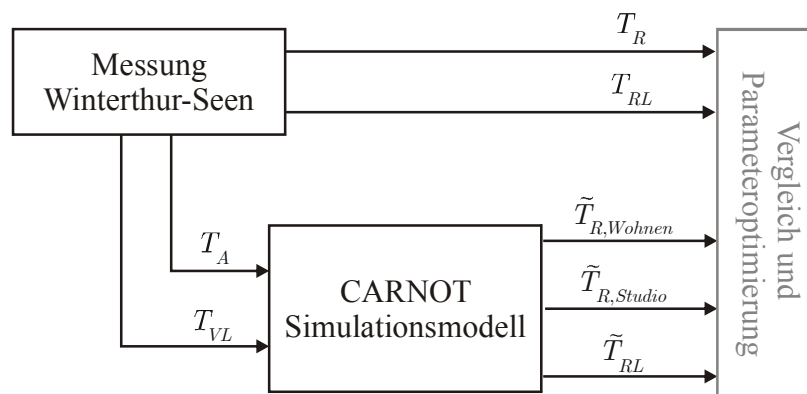 Messung
Winterthur-Seen
T_R
T_RL
T_A
T_VL
CARNOT
Simulationsmodell
T̃_R,Wohnen
T̃_R,Studio
T̃_RL
Vergleich und
Parameteroptimierung